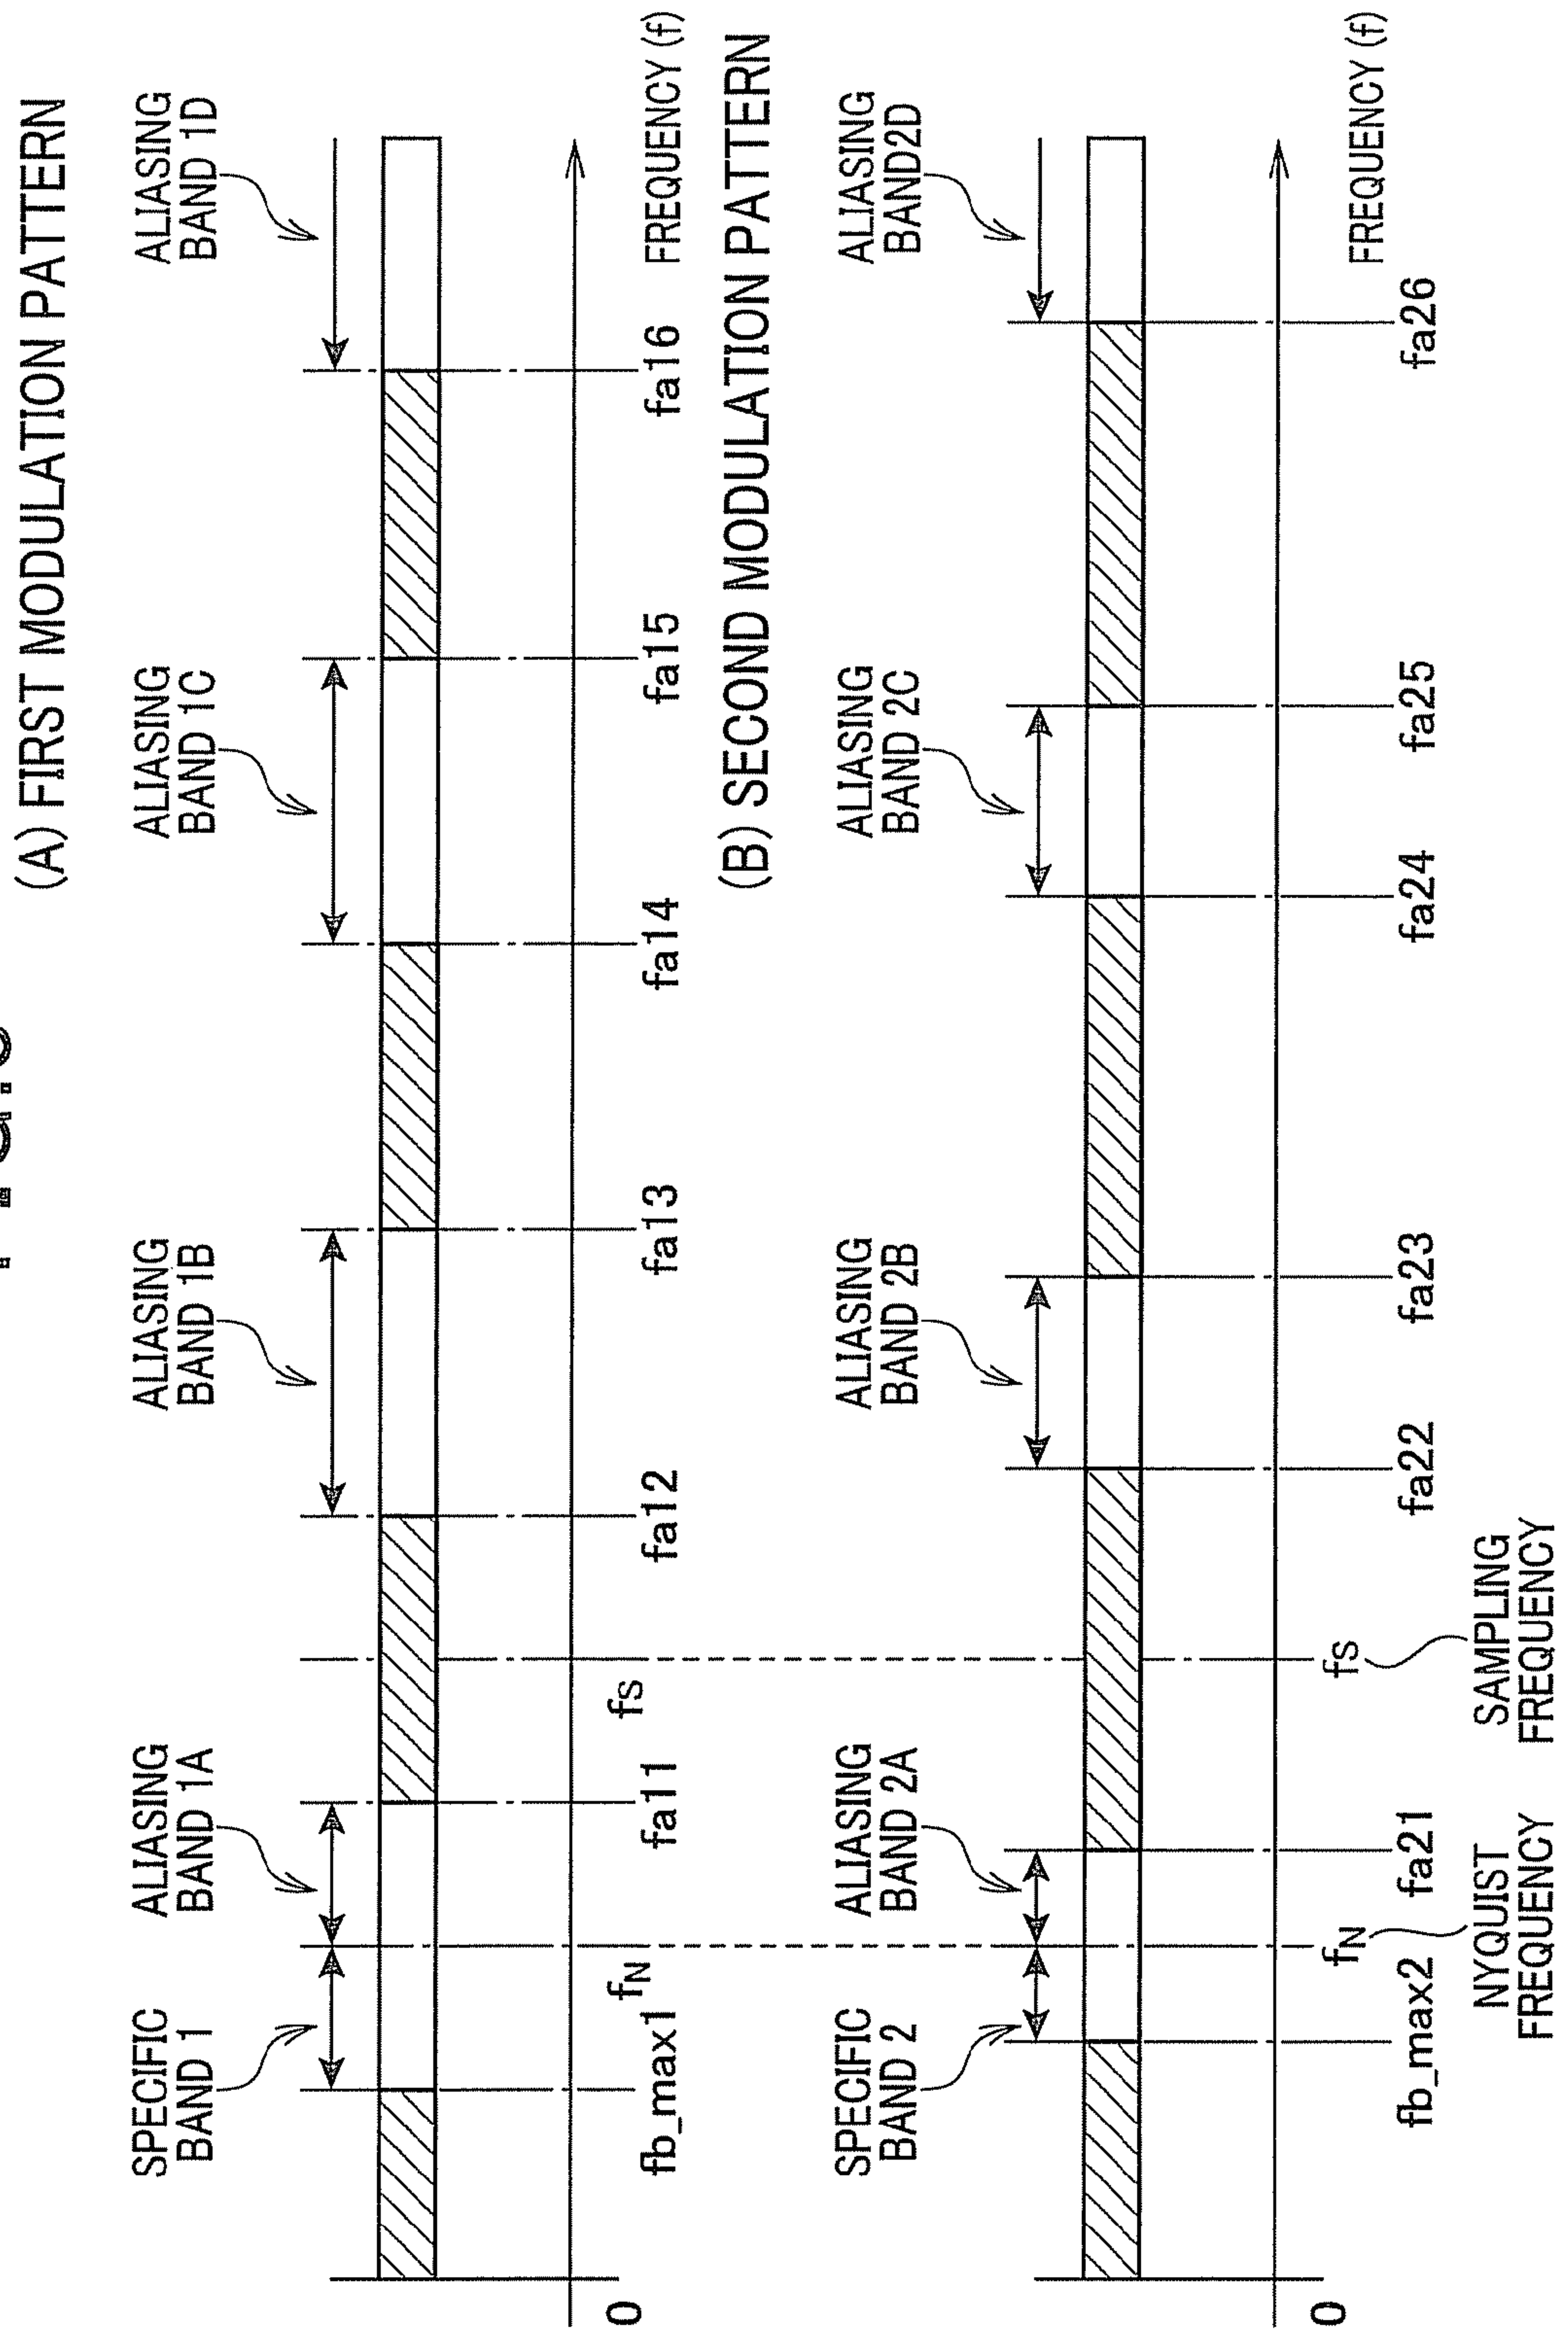 (A) FIRST MODULATION PATTERN
SPECIFIC
BAND 1
ALIASING
BAND 1A
ALIASING
BAND 1B
ALIASING
BAND 1C
ALIASING
BAND 1D
0
fb_max1
fN
fa11
fs
fa12
fa13
fa14
fa15
fa16
FREQUENCY (f)
(B) SECOND MODULATION PATTERN
SPECIFIC
BAND 2
ALIASING
BAND 2A
ALIASING
BAND 2B
ALIASING
BAND 2C
ALIASING
BAND2D
0
fb_max2
fN
fa21
fs
fa22
fa23
fa24
fa25
fa26
FREQUENCY (f)
NYQUIST
FREQUENCY
SAMPLING
FREQUENCY